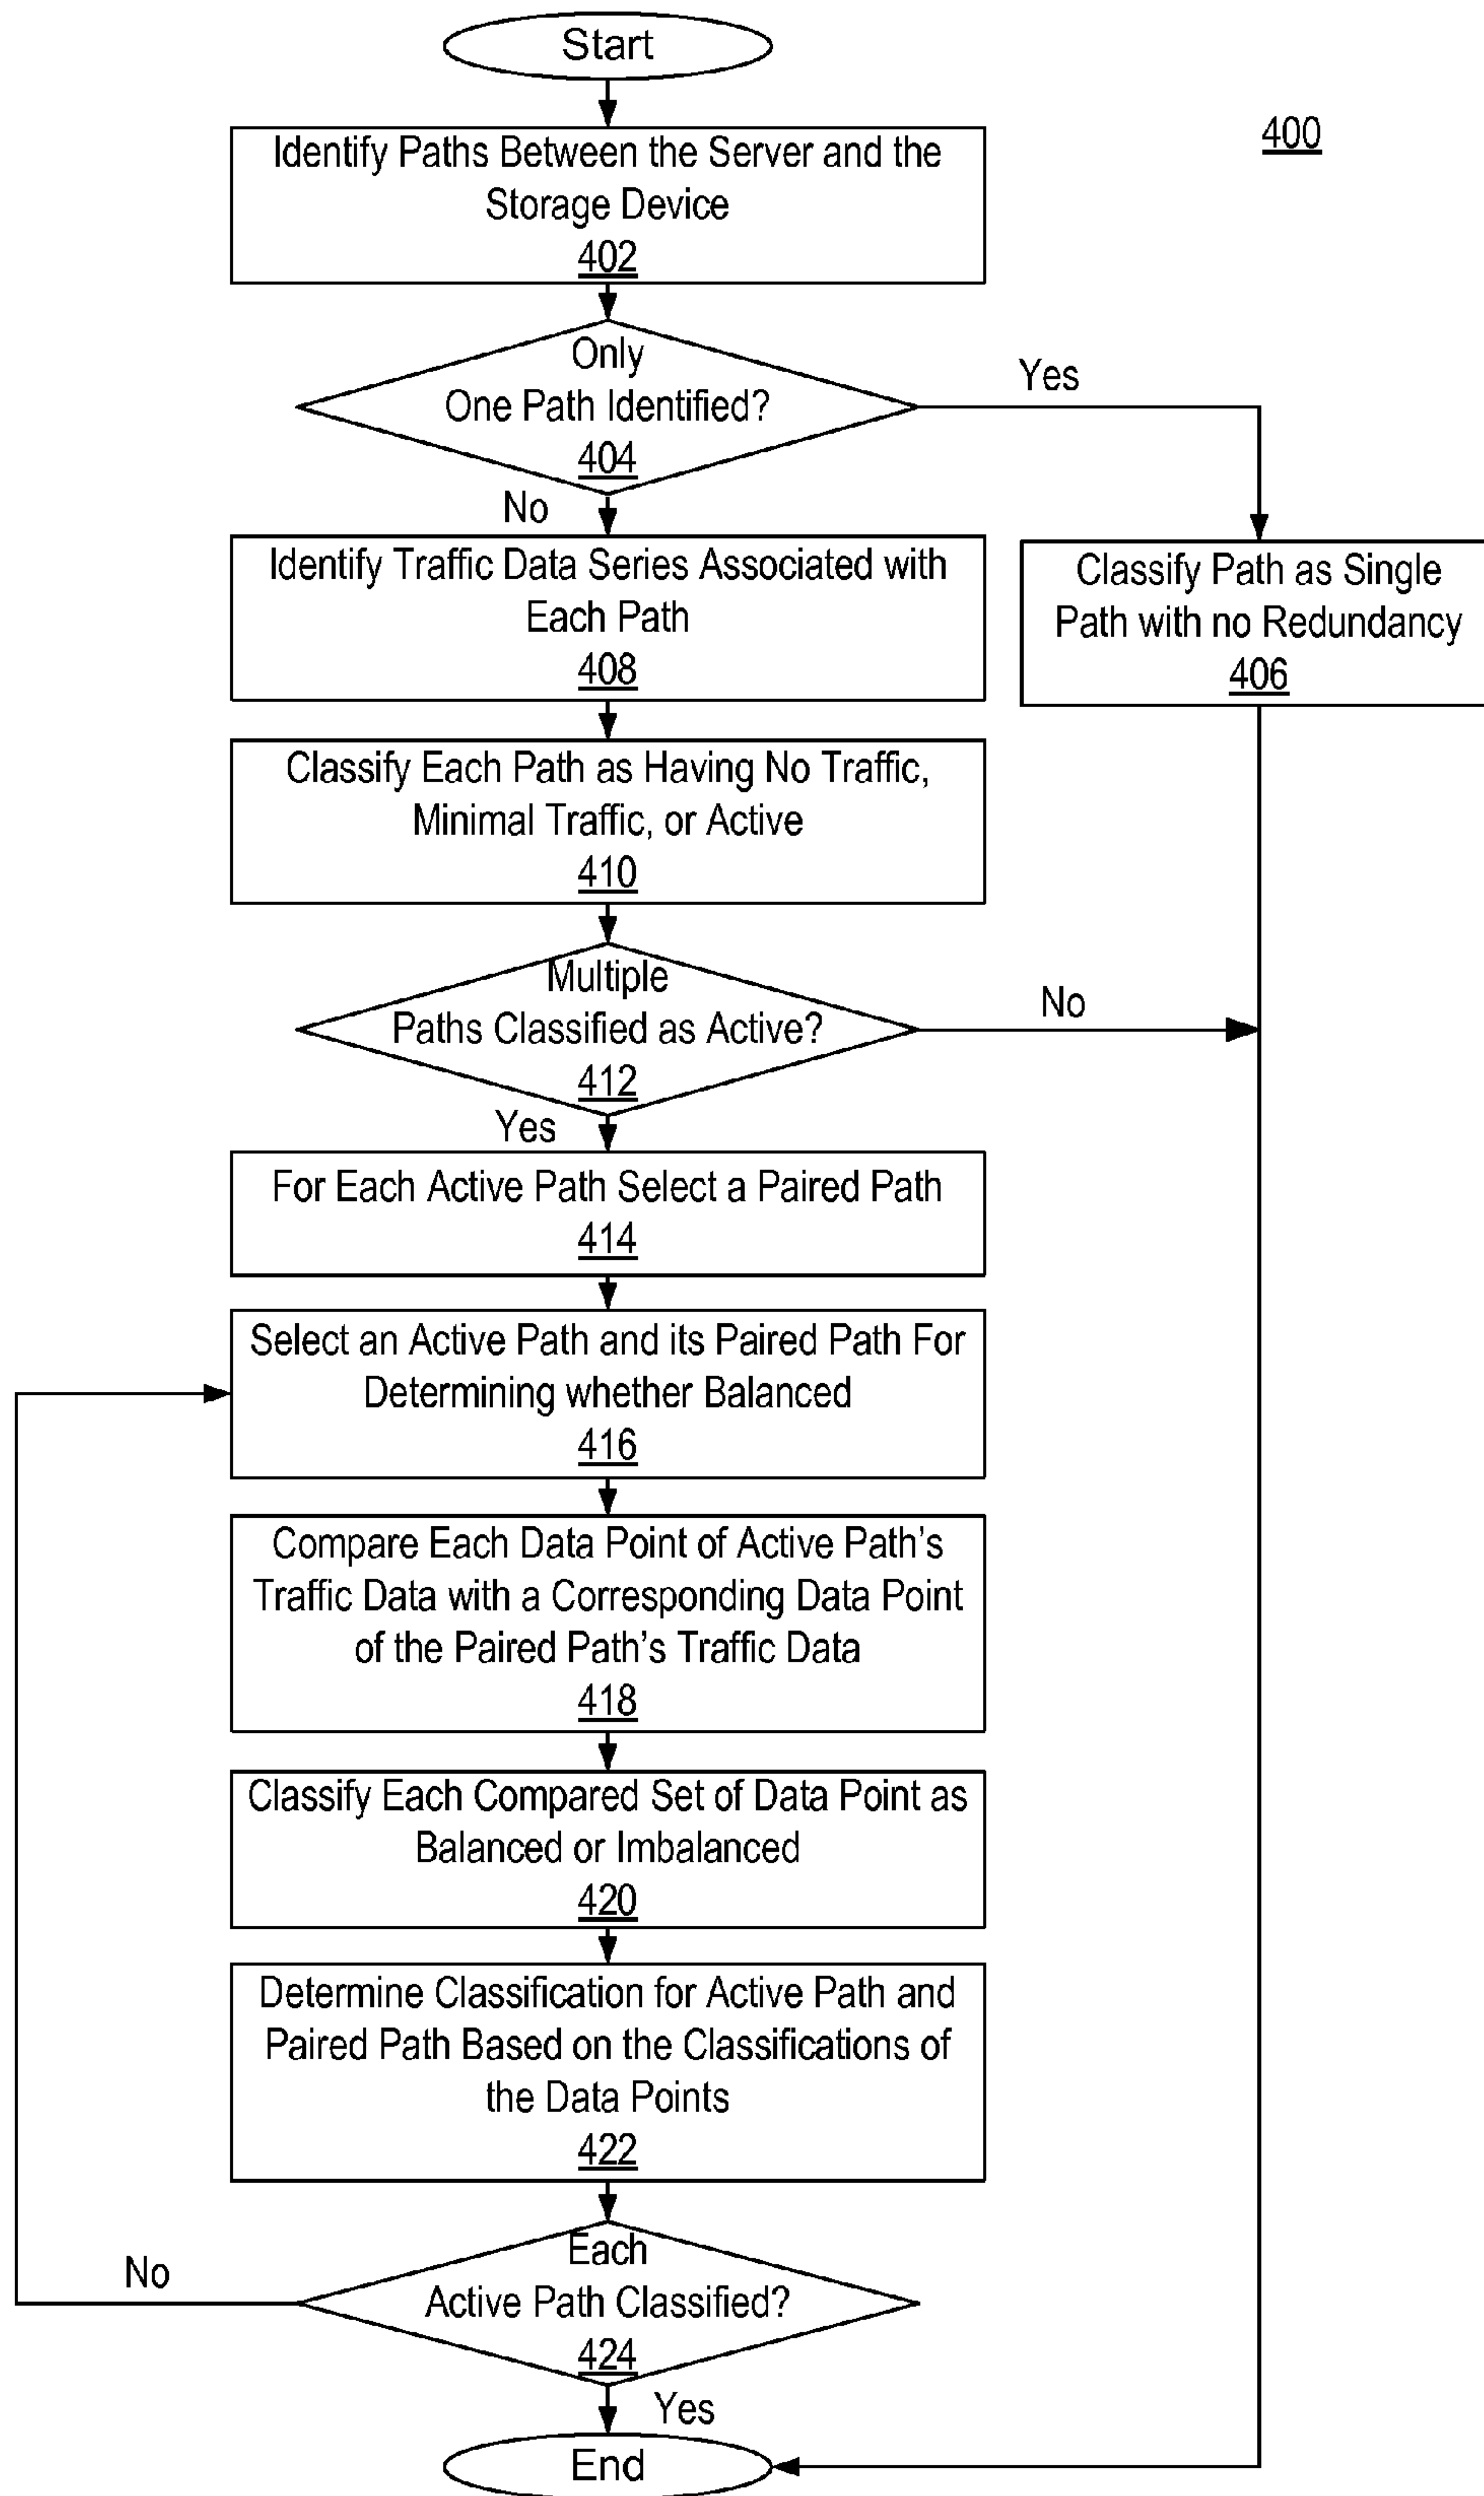 Start
400
Identify Paths Between the Server and the
Storage Device
402
Only
One Path Identified?
404
Yes
No
Identify Traffic Data Series Associated with
Each Path
408
Classify Path as Single
Path with no Redundancy
406
Classify Each Path as Having No Traffic,
Minimal Traffic, or Active
410
Multiple
Paths Classified as Active?
412
No
Yes
For Each Active Path Select a Paired Path
414
Select an Active Path and its Paired Path For
Determining whether Balanced
416
Compare Each Data Point of Active Path's
Traffic Data with a Corresponding Data Point
of the Paired Path's Traffic Data
418
Classify Each Compared Set of Data Point as
Balanced or Imbalanced
420
Determine Classification for Active Path and
Paired Path Based on the Classifications of
the Data Points
422
Each
Active Path Classified?
424
No
Yes
End